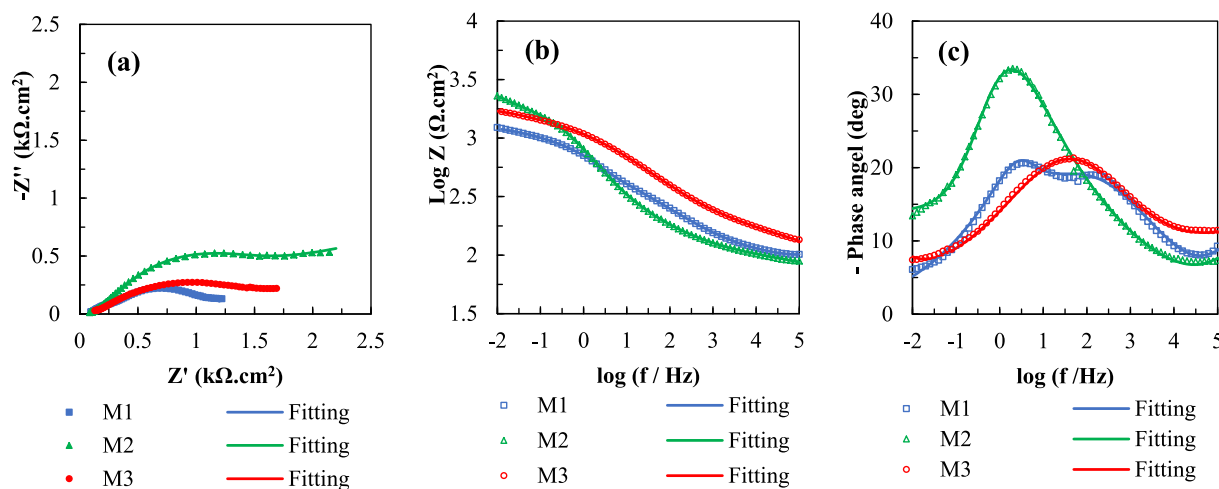 (a)
-Z'' (kΩ.cm²)
2.5
2
1.5
1
0.5
0
0 0.5 1 1.5 2 2.5
Z' (kΩ.cm²)
M1 Fitting
M2 Fitting
M3 Fitting
(b)
Log Z (Ω.cm²)
4
3.5
3
2.5
2
1.5
-2 -1 0 1 2 3 4 5
log (f / Hz)
M1 Fitting
M2 Fitting
M3 Fitting
(c)
- Phase angel (deg)
40
30
20
10
0
-2 -1 0 1 2 3 4 5
log (f /Hz)
M1 Fitting
M2 Fitting
M3 Fitting